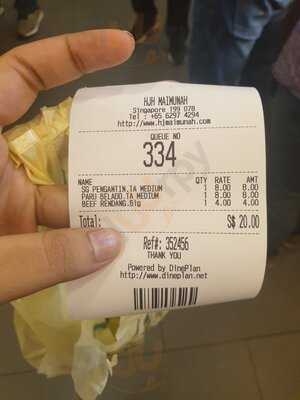 HJH MAIMUNAH
Singapore 199 078
Tel : +65 6297 4294
http://www.hjmaimunah.com
QUEUE NO
334
NAME QTY RATE AMT
SG PENGANTIN.TA MEDIUM 1 8.00 8.00
PARU BELADO.TA MEDIUM 1 8.00 8.00
BEEF RENDANG.Big 1 4.00 4.00
Total: S$ 20.00
Ref#: 352456
THANK YOU
Powered by DinePlan
http://www.dineplan.net